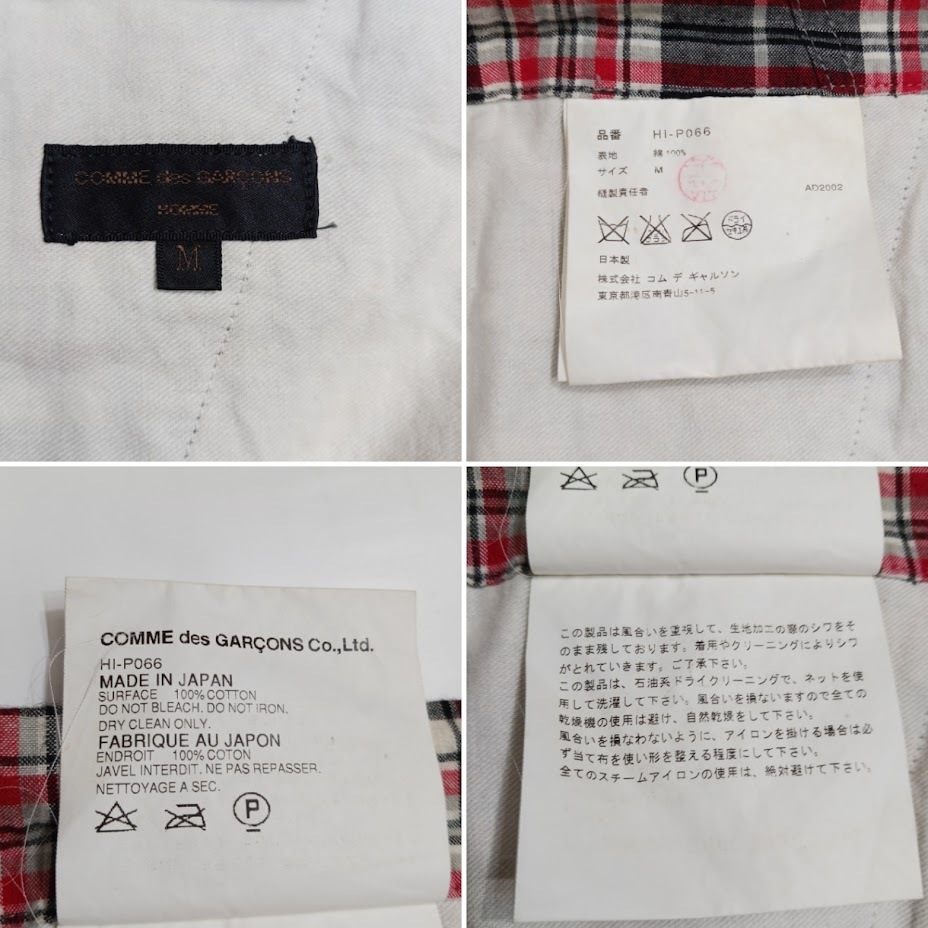 COMME des GARÇONS
HOMME
M
品番 HI-P066
表地 綿 100%
サイズ M
縫製責任者
AD2002
ドライ
セキユ系
日本製
株式会社 コム デ ギャルソン
東京都港区南青山5-11-5
COMME des GARÇONS Co.,Ltd.
HI-P066
MADE IN JAPAN
SURFACE 100%COTTON
DO NOT BLEACH. DO NOT IRON.
DRY CLEAN ONLY.
FABRIQUE AU JAPON
ENDROIT 100%COTON
JAVEL INTERDIT. NE PAS REPASSER.
NETTOYAGE A SEC.
P
P
この製品は風合いを重視して、生地加工の際のシワをそ
のまま残しております。着用やクリーニングによりシワ
がとれていきます。ご了承下さい。
この製品は、石油系ドライクリーニングで、ネットを使
用して洗濯して下さい。風合いを損ないますので全ての
乾燥機の使用は避け、自然乾燥をして下さい。
風合いを損なわないように、アイロンを掛ける場合は必
ず当て布を使い形を整える程度にして下さい。
全てのスチームアイロンの使用は、絶対避けて下さい。